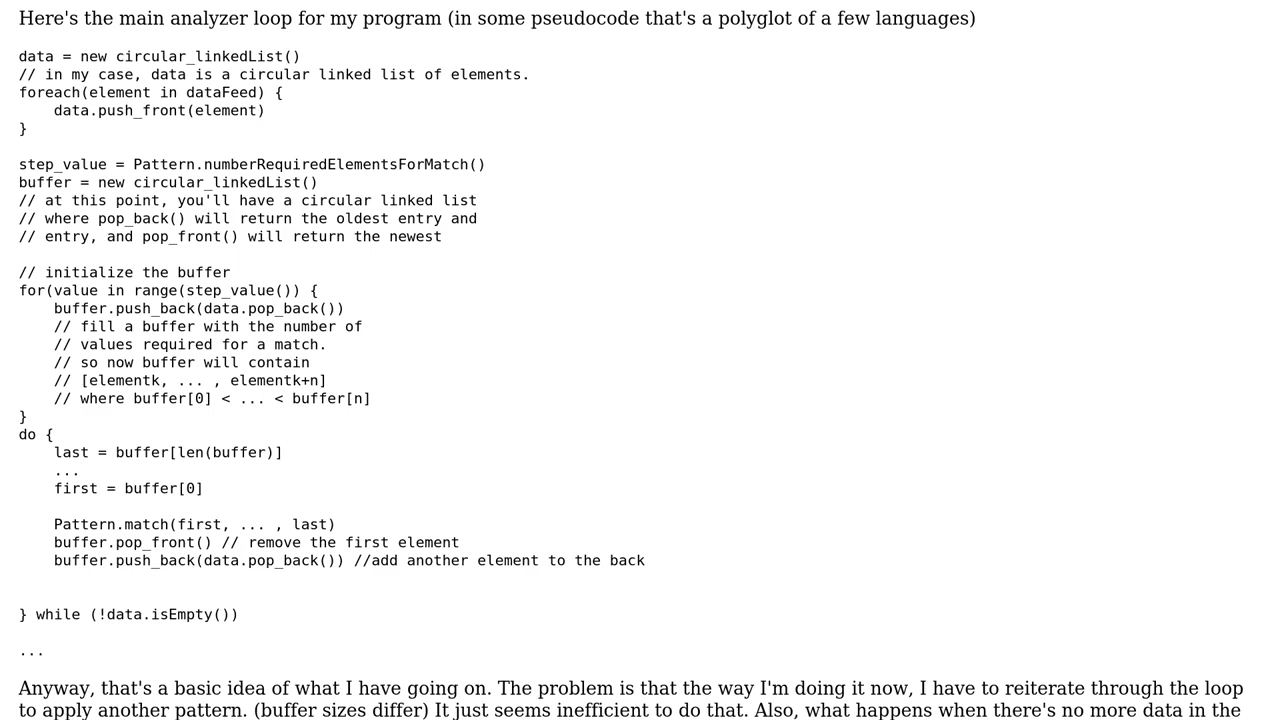 Here's the main analyzer loop for my program (in some pseudocode that's a polyglot of a few languages)
data = new circular_linkedList()
// in my case, data is a circular linked list of elements.
foreach(element in dataFeed) {
    data.push_front(element)
}
step_value = Pattern.numberRequiredElementsForMatch()
buffer = new circular_linkedList()
// at this point, you'll have a circular linked list
// where pop_back() will return the oldest entry and
// entry, and pop_front() will return the newest
// initialize the buffer
for(value in range(step_value()) {
    buffer.push_back(data.pop_back())
    // fill a buffer with the number of
    // values required for a match.
    // so now buffer will contain
    // [elementk, ... , elementk+n]
    // where buffer[0] < ... < buffer[n]
}
do {
    last = buffer[len(buffer)]
    ...
    first = buffer[0]
    Pattern.match(first, ... , last)
    buffer.pop_front() // remove the first element
    buffer.push_back(data.pop_back()) //add another element to the back
} while (!data.isEmpty())
...
Anyway, that's a basic idea of what I have going on. The problem is that the way I'm doing it now, I have to reiterate through the loop
to apply another pattern. (buffer sizes differ) It just seems inefficient to do that. Also, what happens when there's no more data in the